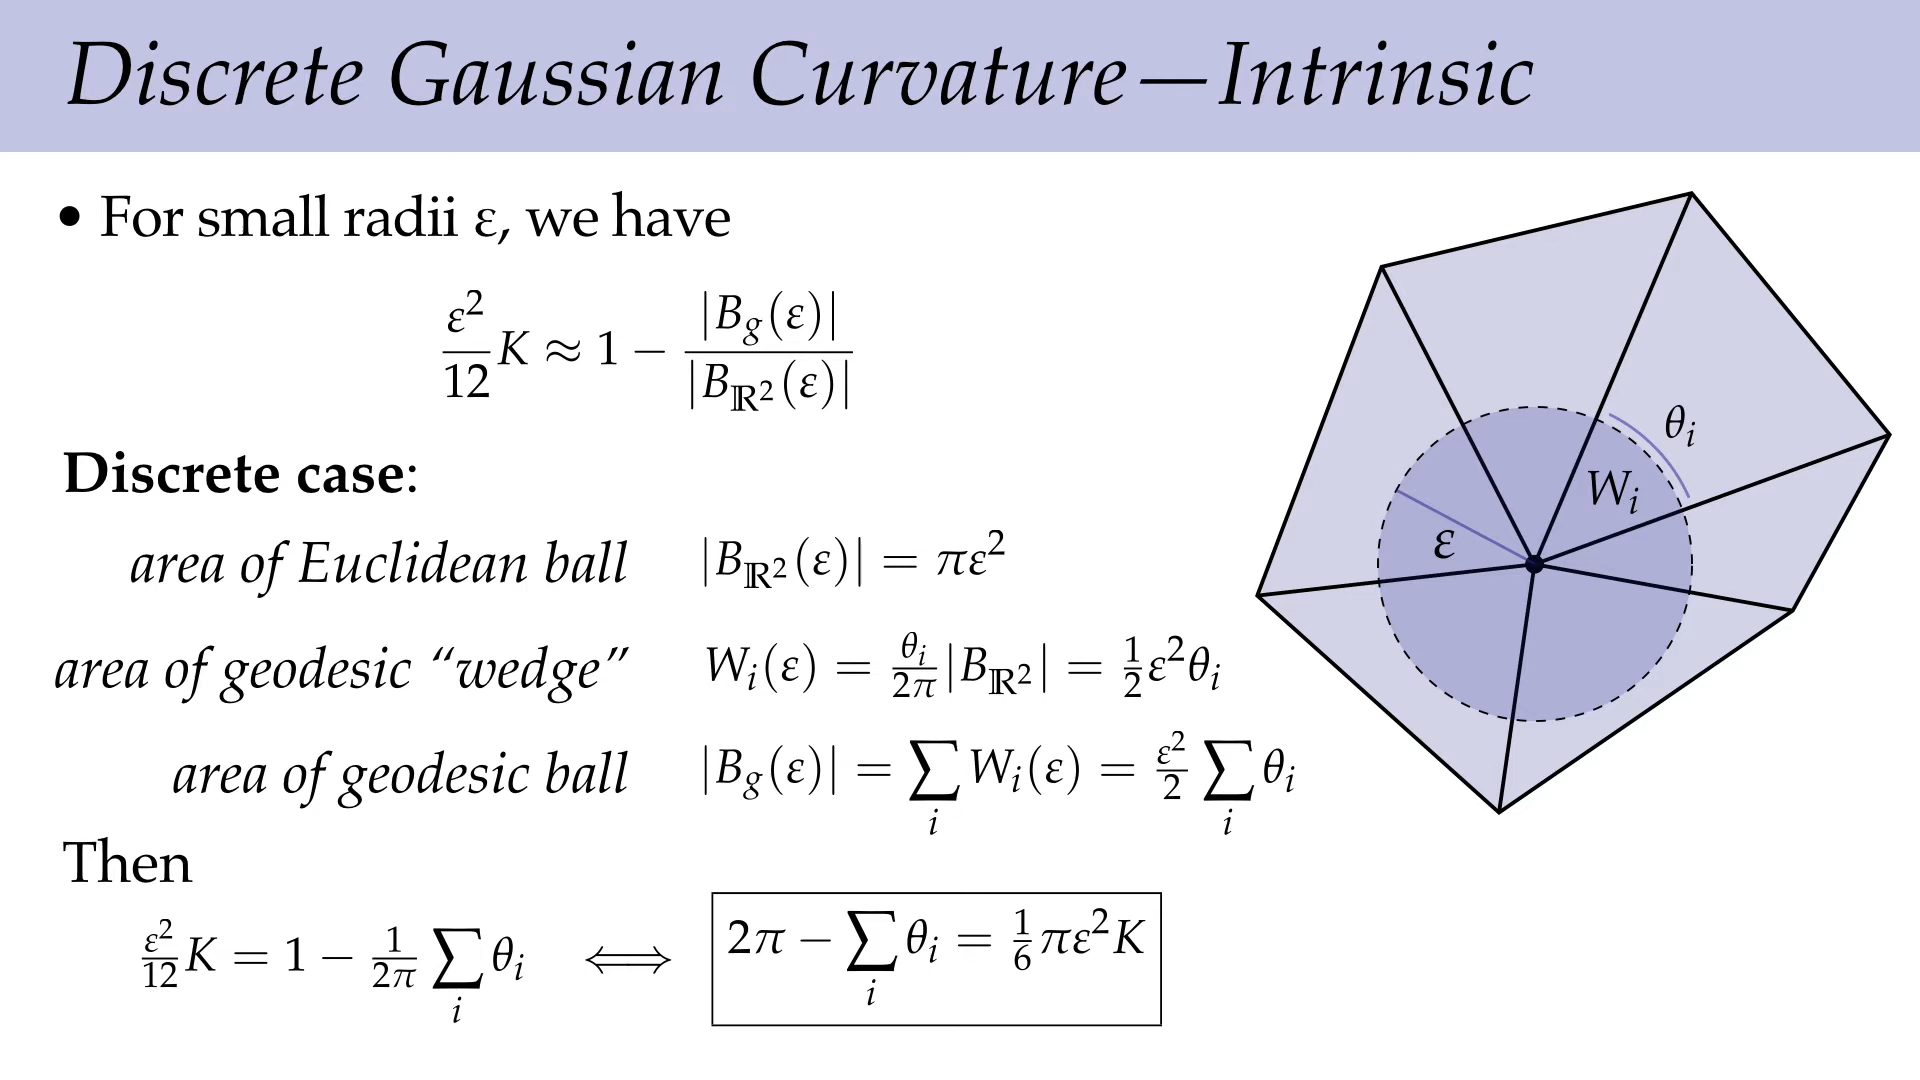 Discrete Gaussian Curvature—Intrinsic
• For small radii ε, we have
ε²/12 K ≈ 1 − |B_g(ε)| / |B_ℝ²(ε)|
Discrete case:
area of Euclidean ball |B_ℝ²(ε)| = πε²
area of geodesic “wedge” W_i(ε) = θ_i/2π |B_ℝ²| = 1/2 ε²θ_i
area of geodesic ball |B_g(ε)| = ∑_i W_i(ε) = ε²/2 ∑_i θ_i
Then
ε²/12 K = 1 − 1/2π ∑_i θ_i ⟺ 2π − ∑_i θ_i = 1/6 πε²K
θ_i
W_i
ε